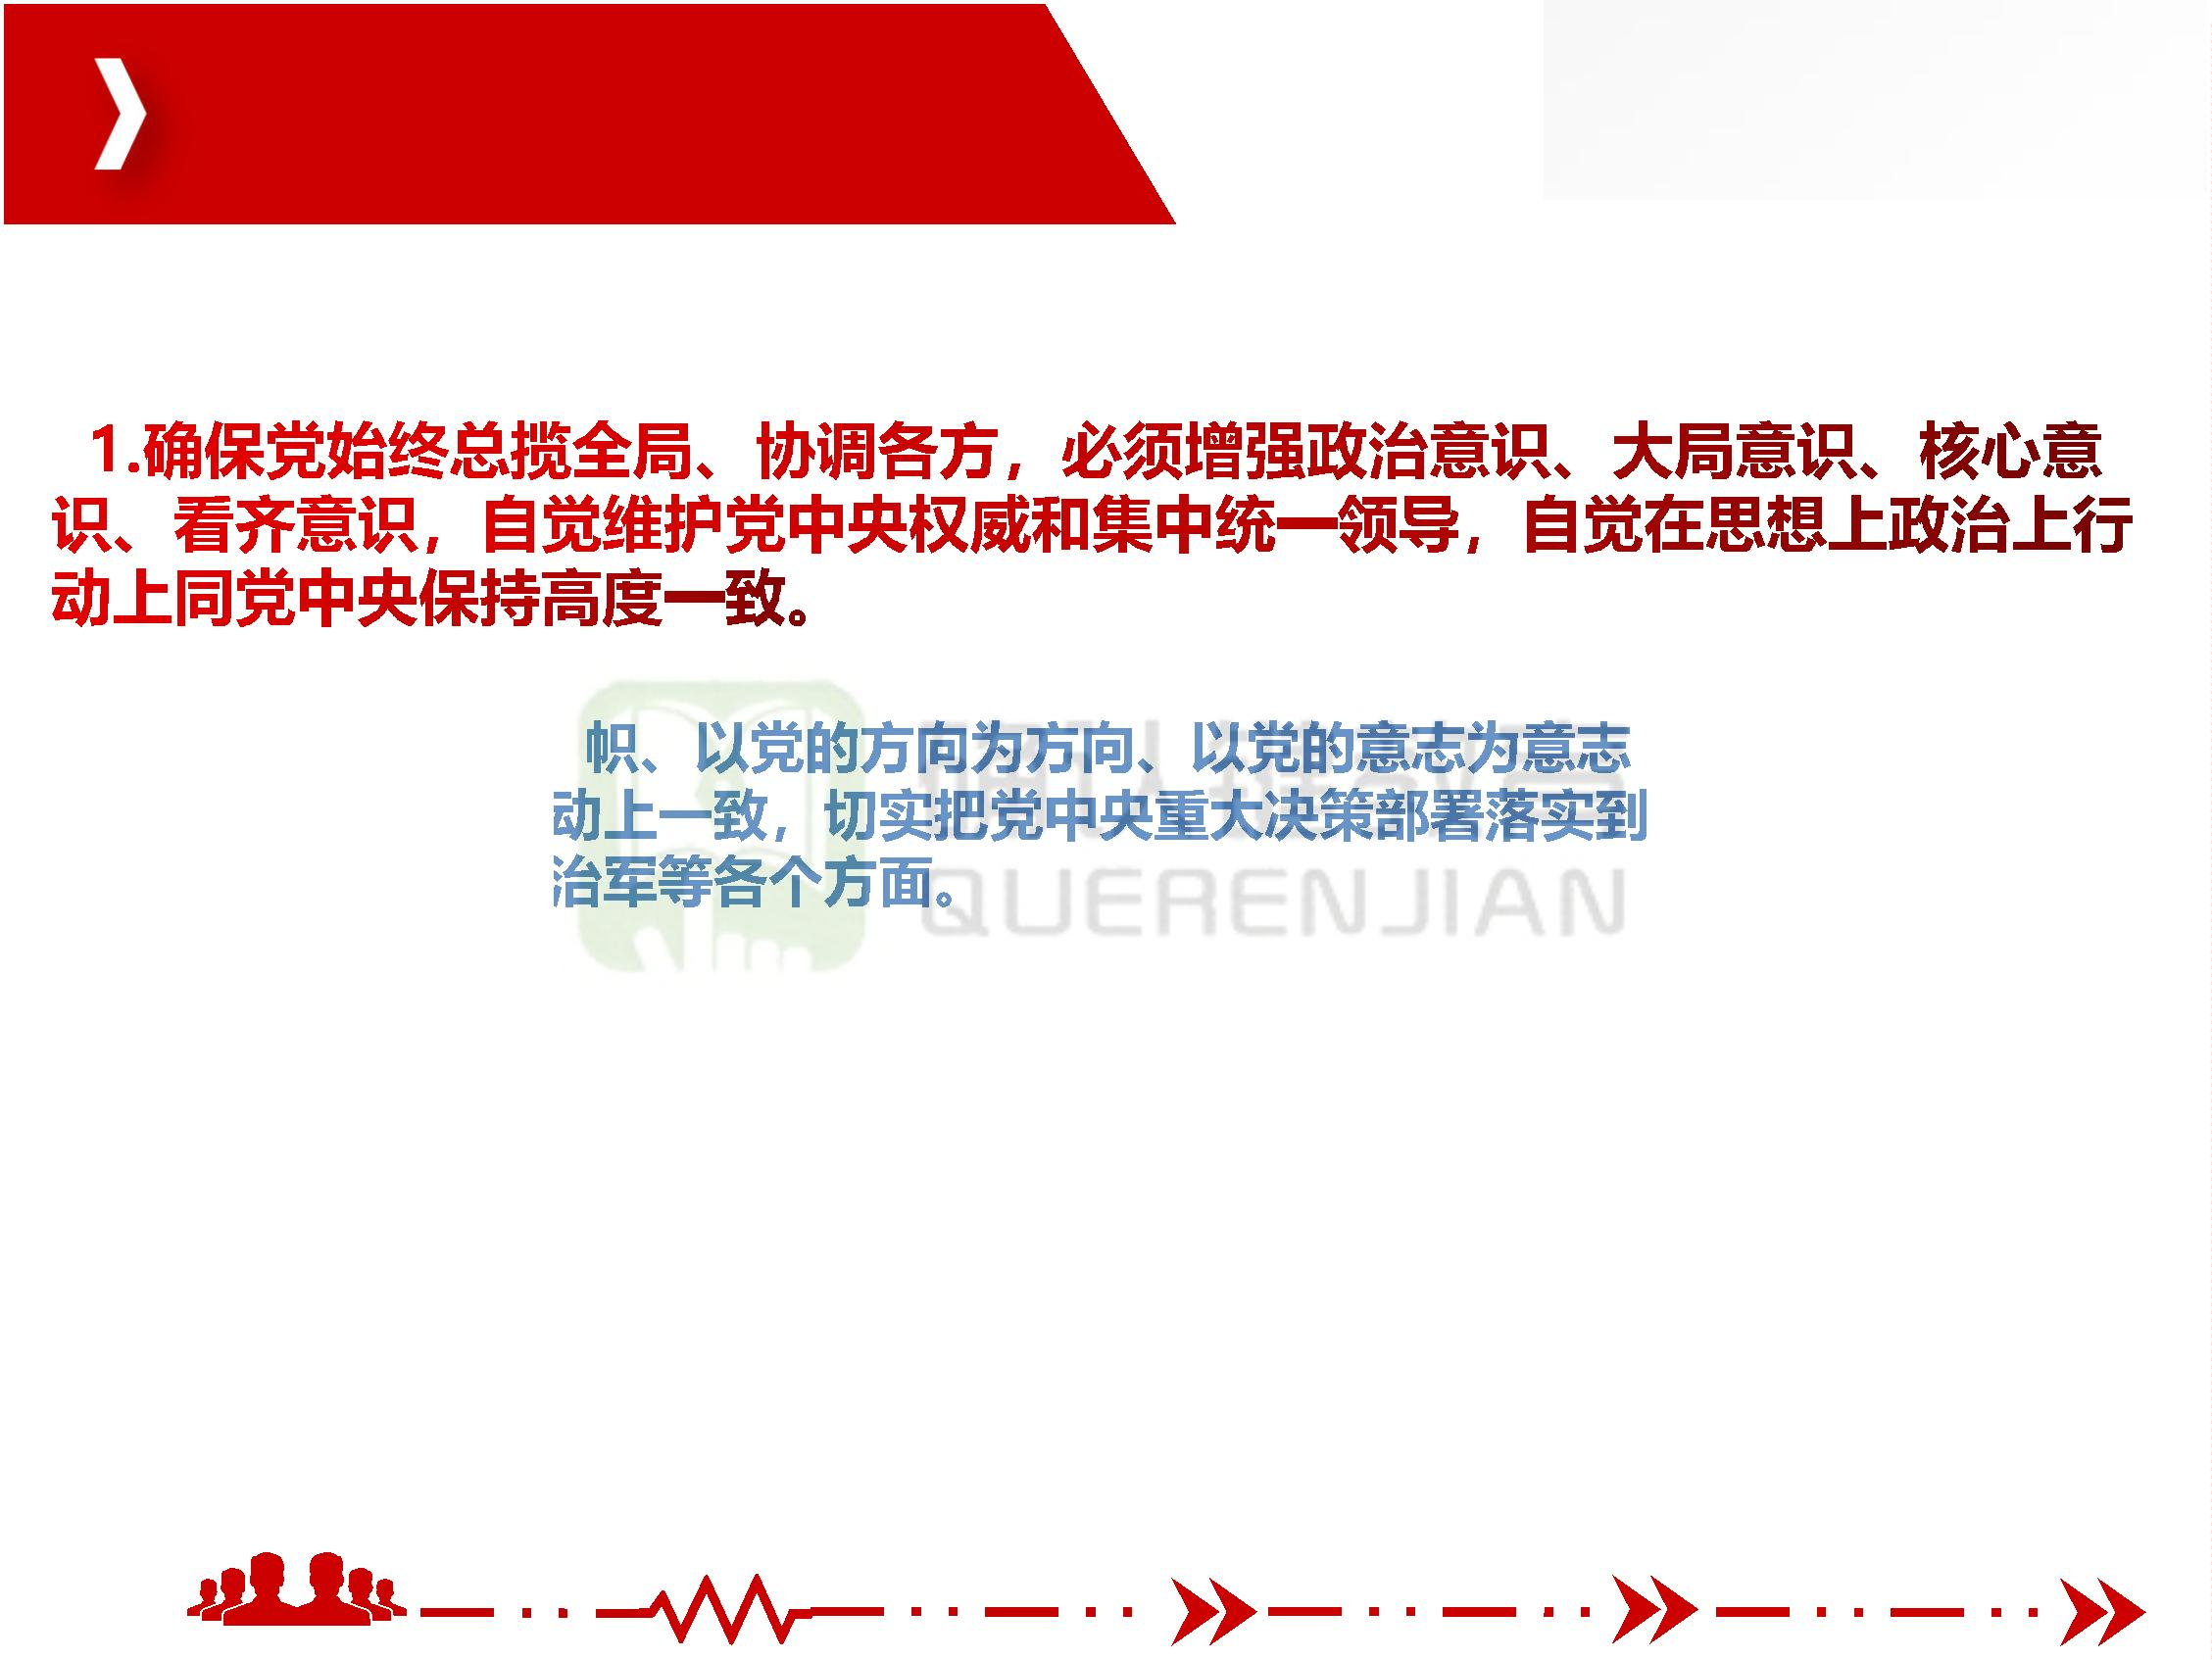 1.确保党始终总揽全局、协调各方，必须增强政治意识、大局意识、核心意
识、看齐意识，自觉维护党中央权威和集中统一领导，自觉在思想上政治上行
动上同党中央保持高度一致。
帜、以党的方向为方向、以党的意志为意志
动上一致，切实把党中央重大决策部署落实到
治军等各个方面。
QUERENJIAN